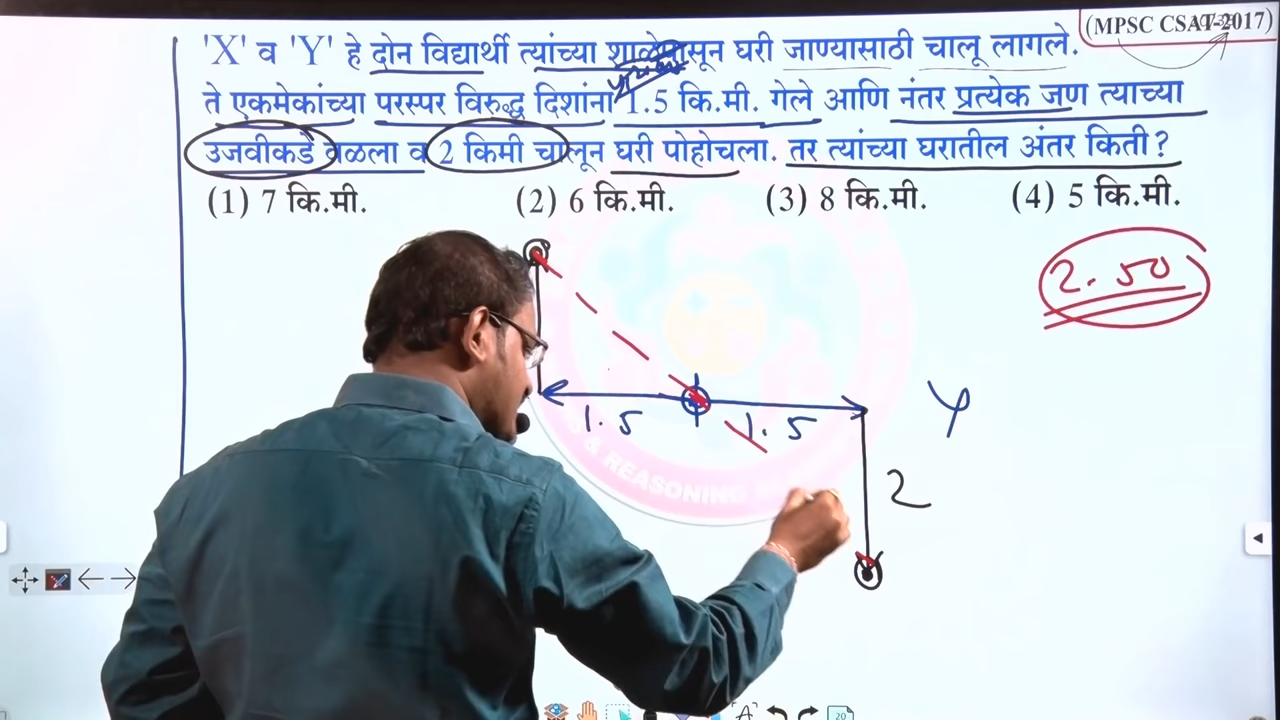 (MPSC CSAT-2017)
'X' व 'Y' हे दोन विद्यार्थी त्यांच्या शाळेपासून घरी जाण्यासाठी चालू लागले.
ते एकमेकांच्या परस्पर विरुद्ध दिशांना 1.5 कि.मी. गेले आणि नंतर प्रत्येक जण त्याच्या
उजवीकडे वळला व 2 किमी चालून घरी पोहोचला. तर त्यांच्या घरातील अंतर किती?
(1) 7 कि.मी. (2) 6 कि.मी. (3) 8 कि.मी. (4) 5 कि.मी.
2.50
1.5 1.5 Y
& REASONING
2